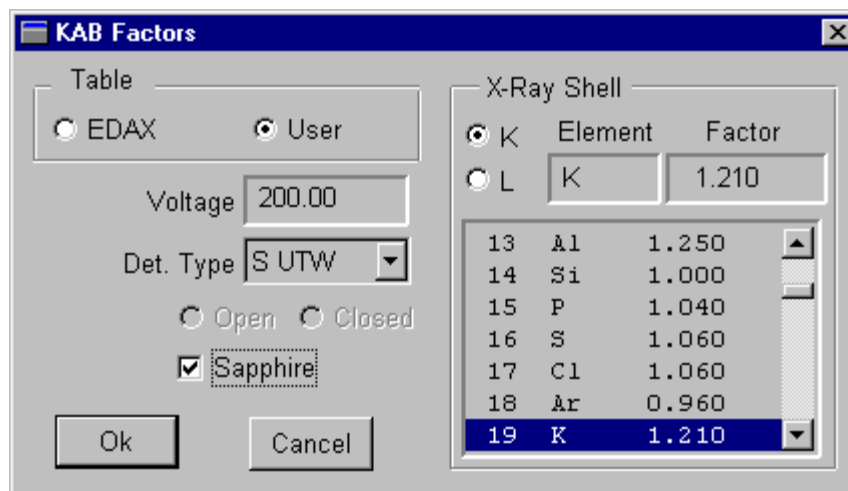 KAB Factors
Table
EDAX User
Voltage 200.00
Det. Type S UTW
Open Closed
Sapphire
Ok Cancel
X-Ray Shell
K Element Factor
L K 1.210
13 Al 1.250
14 Si 1.000
15 P 1.040
16 S 1.060
17 Cl 1.060
18 Ar 0.960
19 K 1.210